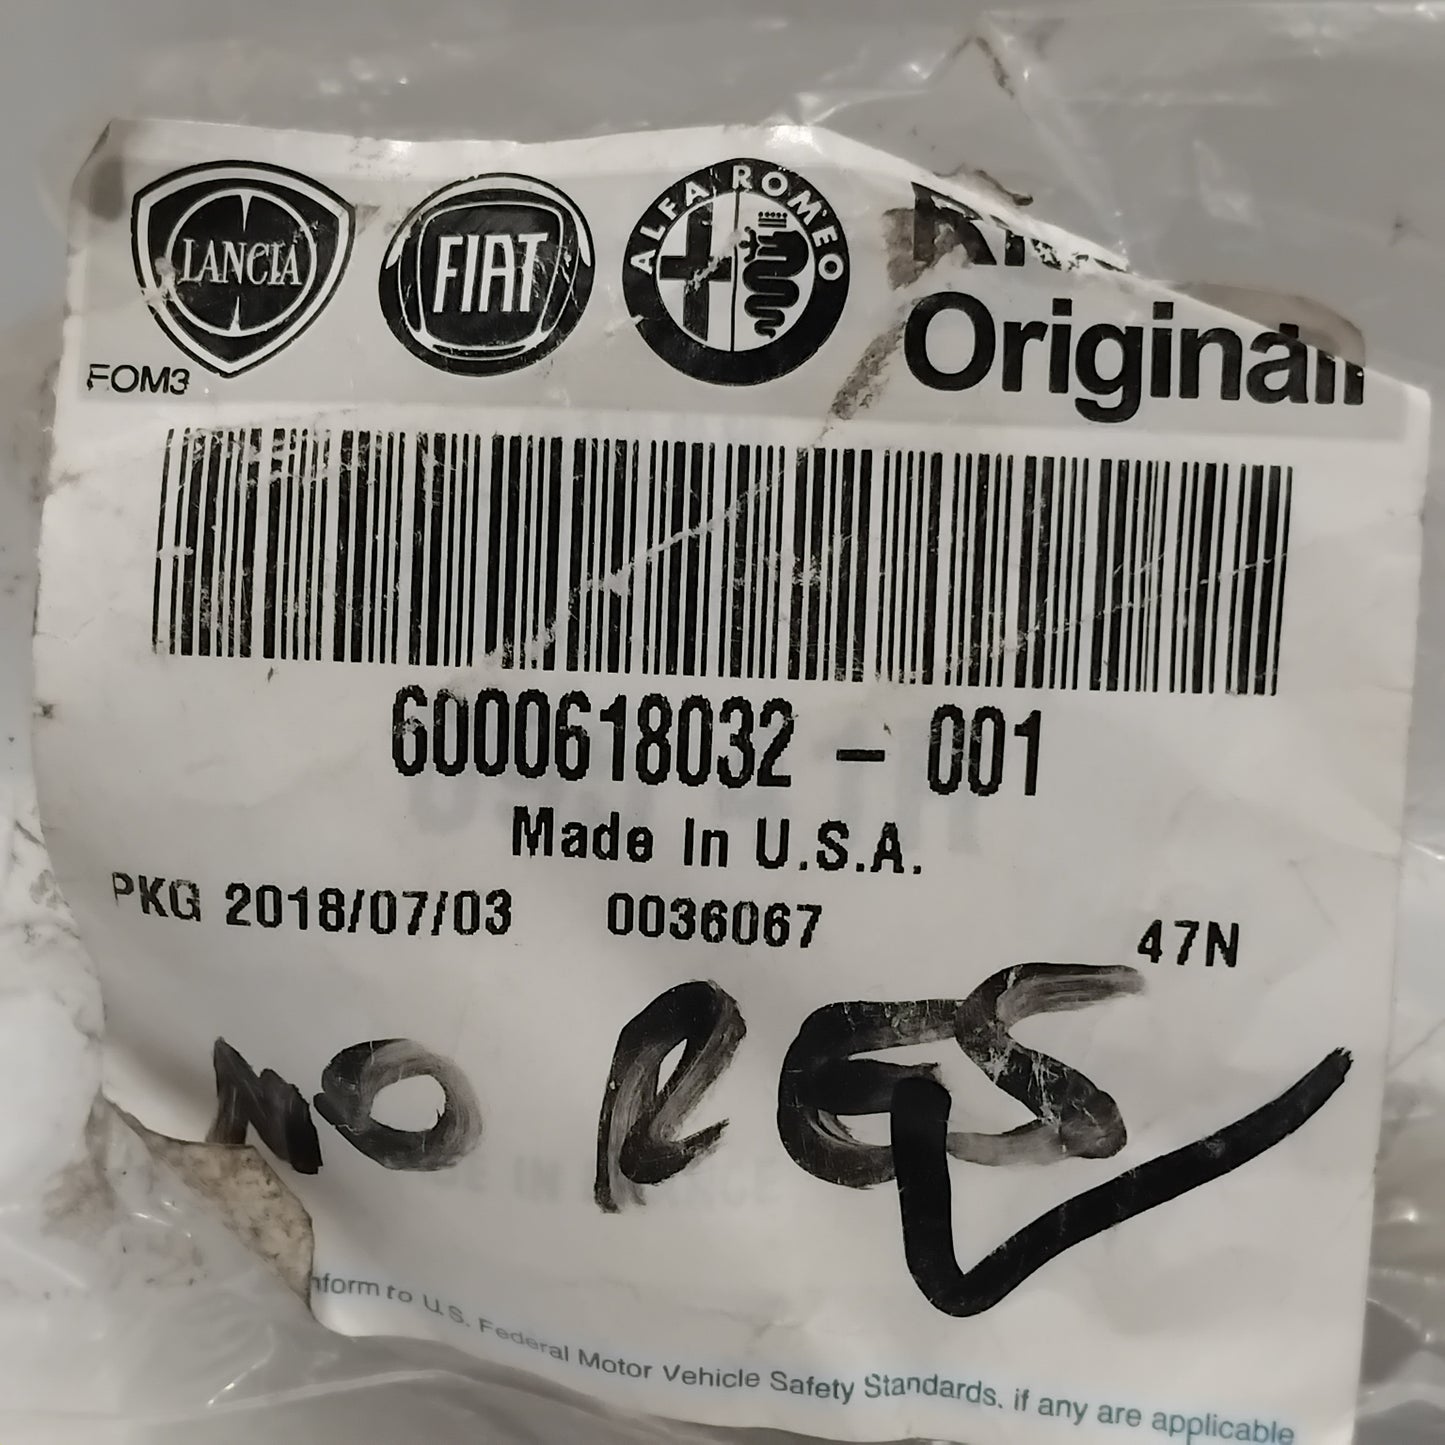 LANCIA FIAT ALFA ROMEO
Originali
FOM3
6000618032 - 001
Made In U.S.A.
PKG 2018/07/03 0036067 47N
NO RES
nform to U.S. Federal Motor Vehicle Safety Standards, if any are applicable